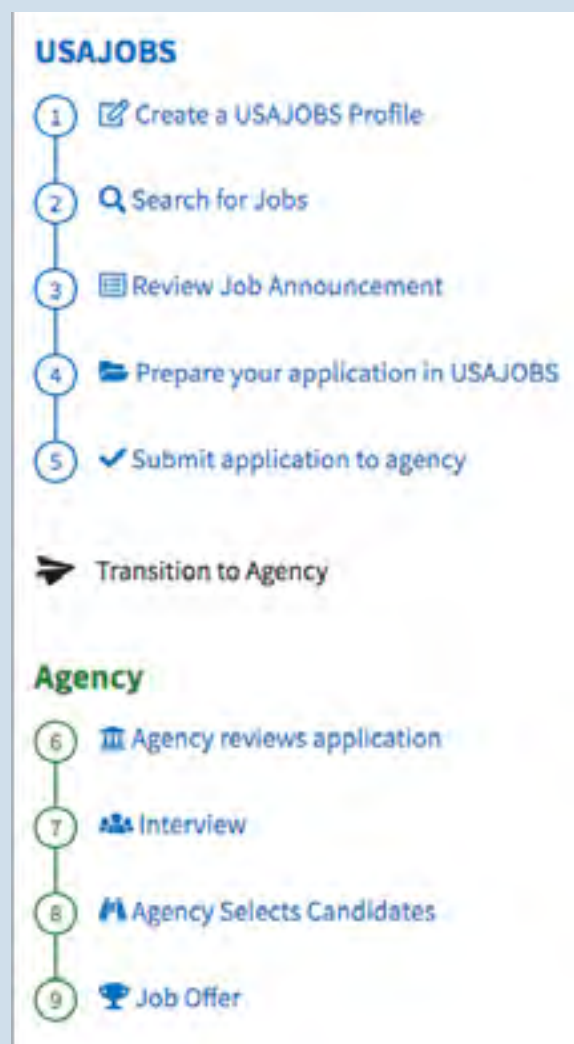 USAJOBS
1 Create a USAJOBS Profile
2 Search for Jobs
3 Review Job Announcement
4 Prepare your application in USAJOBS
5 Submit application to agency
Transition to Agency
Agency
6 Agency reviews application
7 Interview
8 Agency Selects Candidates
9 Job Offer